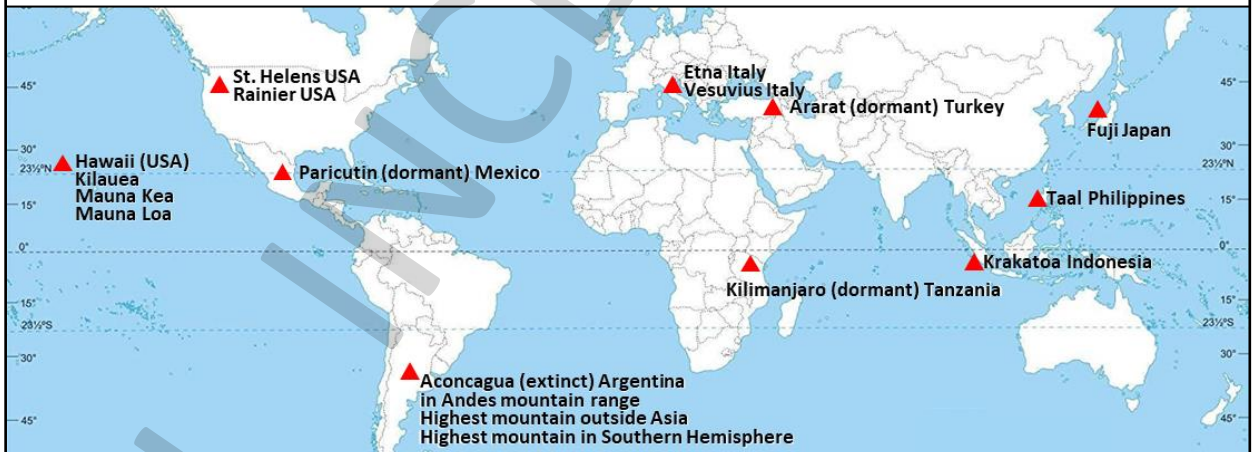 45°
30°
23½°N
15°
0°
15°
23½°S
30°
45°
St. Helens USA
Rainier USA
Hawaii (USA)
Kilauea
Mauna Kea
Mauna Loa
Paricutin (dormant) Mexico
Etna Italy
Vesuvius Italy
Ararat (dormant) Turkey
Fuji Japan
Taal Philippines
Krakatoa Indonesia
Kilimanjaro (dormant) Tanzania
Aconcagua (extinct) Argentina
in Andes mountain range
Highest mountain outside Asia
Highest mountain in Southern Hemisphere
45°
30°
23½°N
15°
0°
15°
23½°S
30°
45°